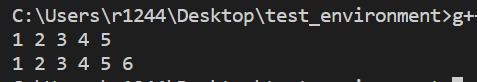 C:\Users\r1244\Desktop\test_environment>g+
1 2 3 4 5
1 2 3 4 5 6